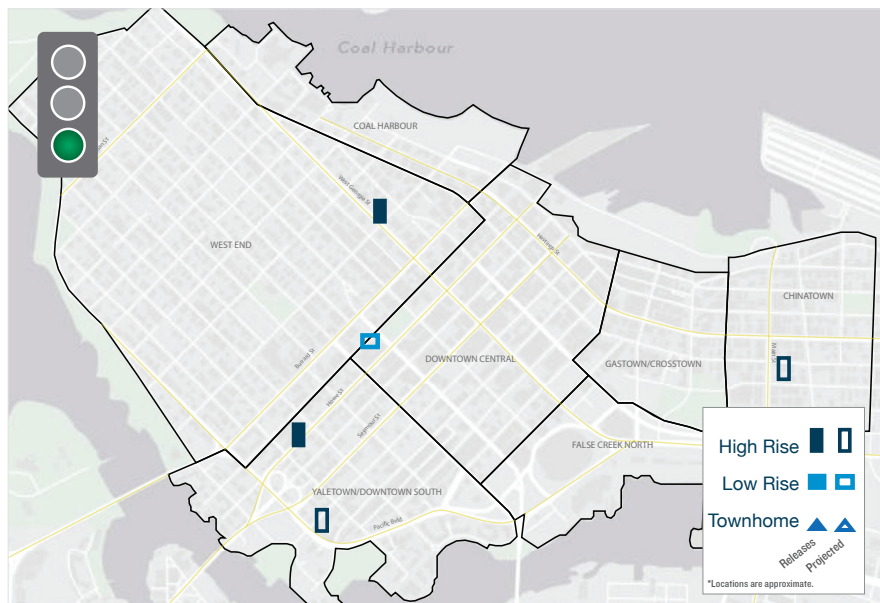 Coal Harbour
COAL HARBOUR
West Georgia St
WEST END
Hastings St
CHINATOWN
Main St
Burrard St
DOWNTOWN CENTRAL
GASTOWN/CROSSTOWN
Howe St
Seymour St
FALSE CREEK NORTH
YALETOWN/DOWNTOWN SOUTH
Pacific Blvd
High Rise
Low Rise
Townhome
Releases
Projected
*Locations are approximate.